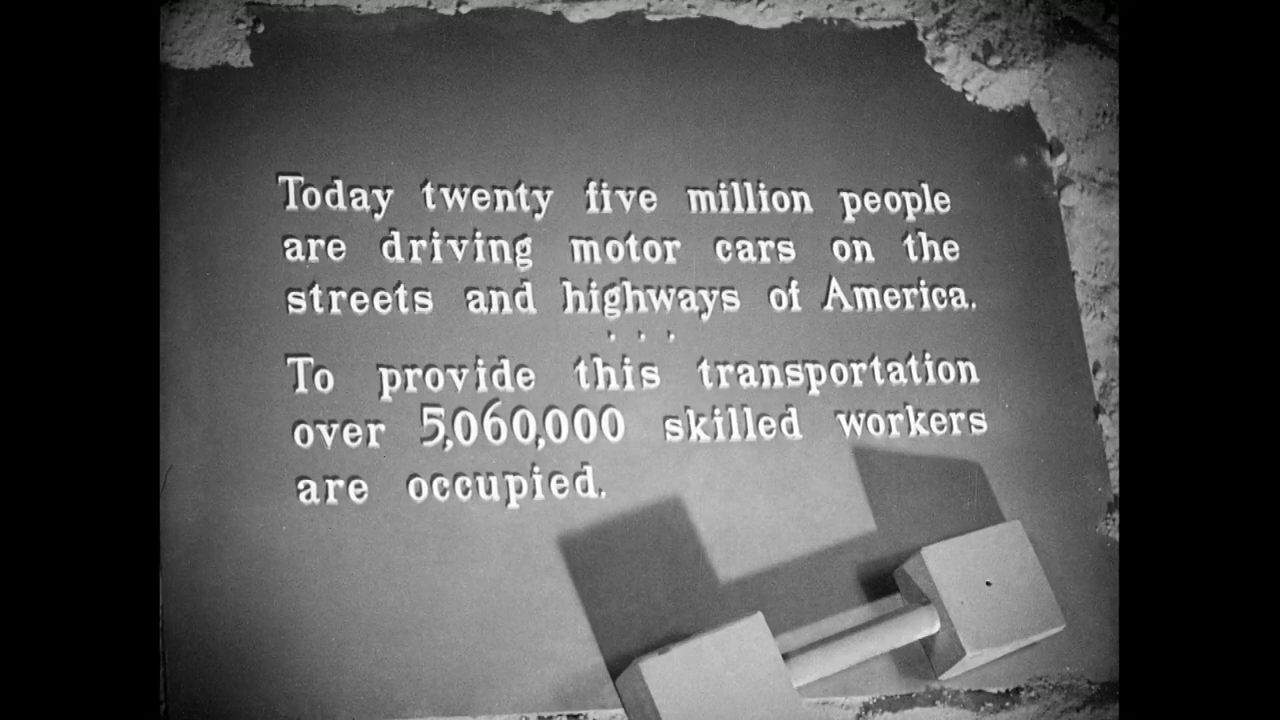 Today twenty five million people
are driving motor cars on the
streets and highways of America.
. . .
To provide this transportation
over 5,060,000 skilled workers
are occupied.